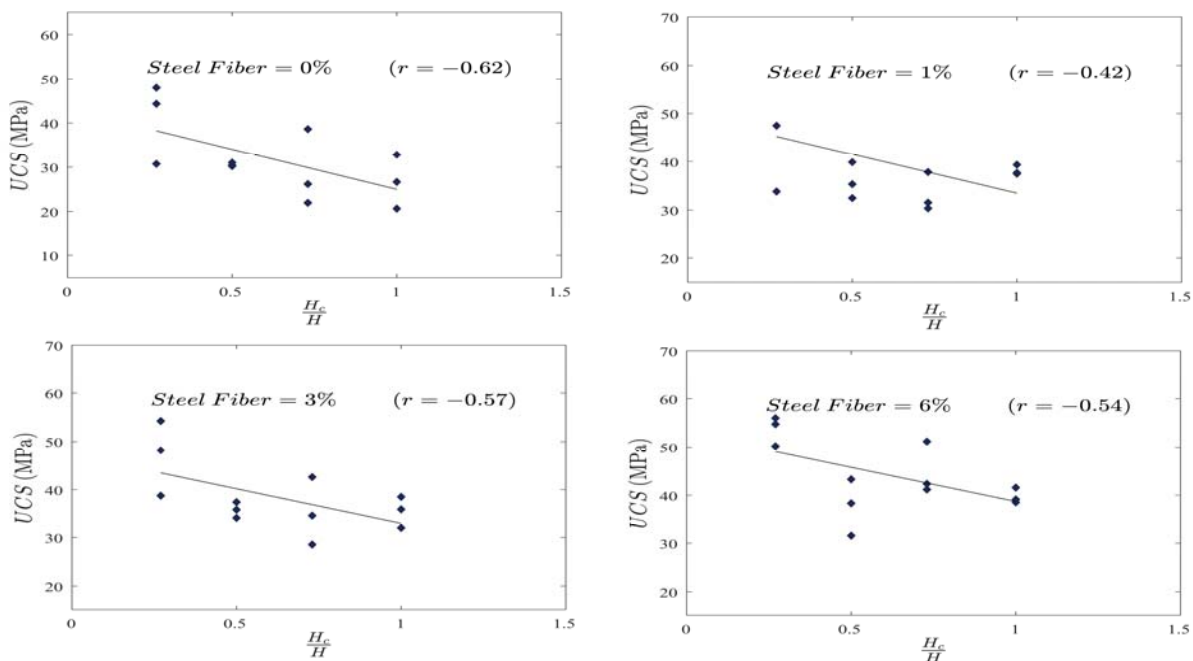 60
50
40
30
20
10
0
0.5
1
1.5
UCS (MPa)
H_c
H
Steel Fiber = 0% (r = −0.62)
70
60
50
40
30
20
0
0.5
1
1.5
UCS (MPa)
H_c
H
Steel Fiber = 1% (r = −0.42)
70
60
50
40
30
20
0
0.5
1
1.5
UCS (MPa)
H_c
H
Steel Fiber = 3% (r = −0.57)
70
60
50
40
30
20
0
0.5
1
1.5
UCS (MPa)
H_c
H
Steel Fiber = 6% (r = −0.54)